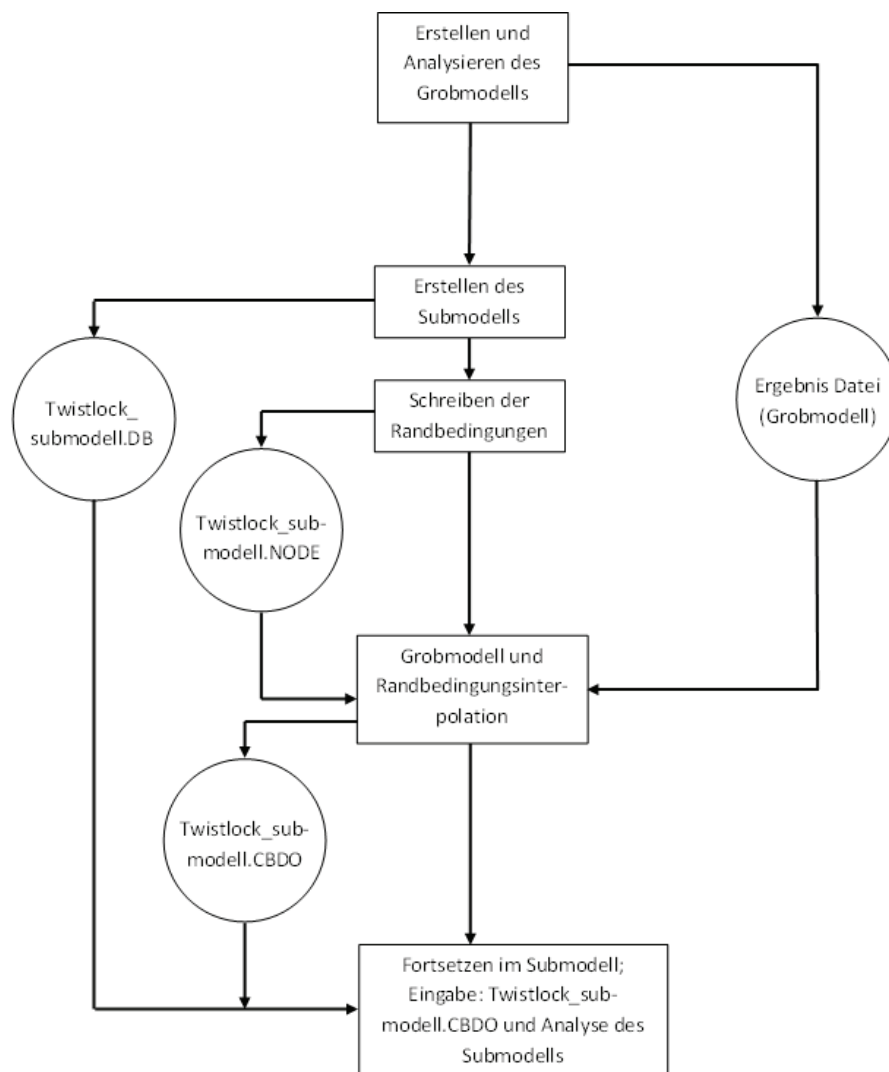 Erstellen und
Analysieren des
Grobmodells
Erstellen des
Submodells
Twistlock_
submodell.DB
Schreiben der
Randbedingungen
Ergebnis Datei
(Grobmodell)
Twistlock_sub-
modell.NODE
Grobmodell und
Randbedingungsinter-
polation
Twistlock_sub-
modell.CBDO
Fortsetzen im Submodell;
Eingabe: Twistlock_sub-
modell.CBDO und Analyse des
Submodells